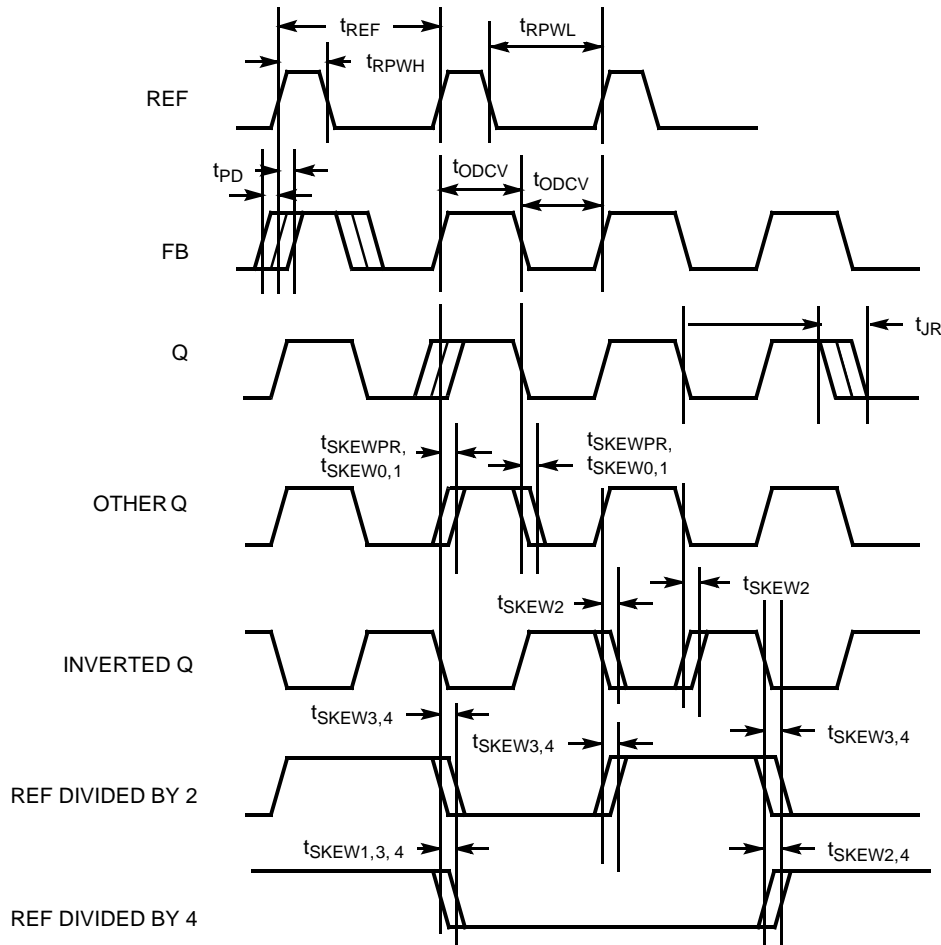 tREF
tRPWL
tRPWH
REF
tPD
tODCV
tODCV
FB
tJR
Q
tSKEWPR,
tSKEW0,1
tSKEWPR,
tSKEW0,1
OTHER Q
tSKEW2
tSKEW2
INVERTED Q
tSKEW3,4
tSKEW3,4
tSKEW3,4
REF DIVIDED BY 2
tSKEW1,3, 4
tSKEW2,4
REF DIVIDED BY 4